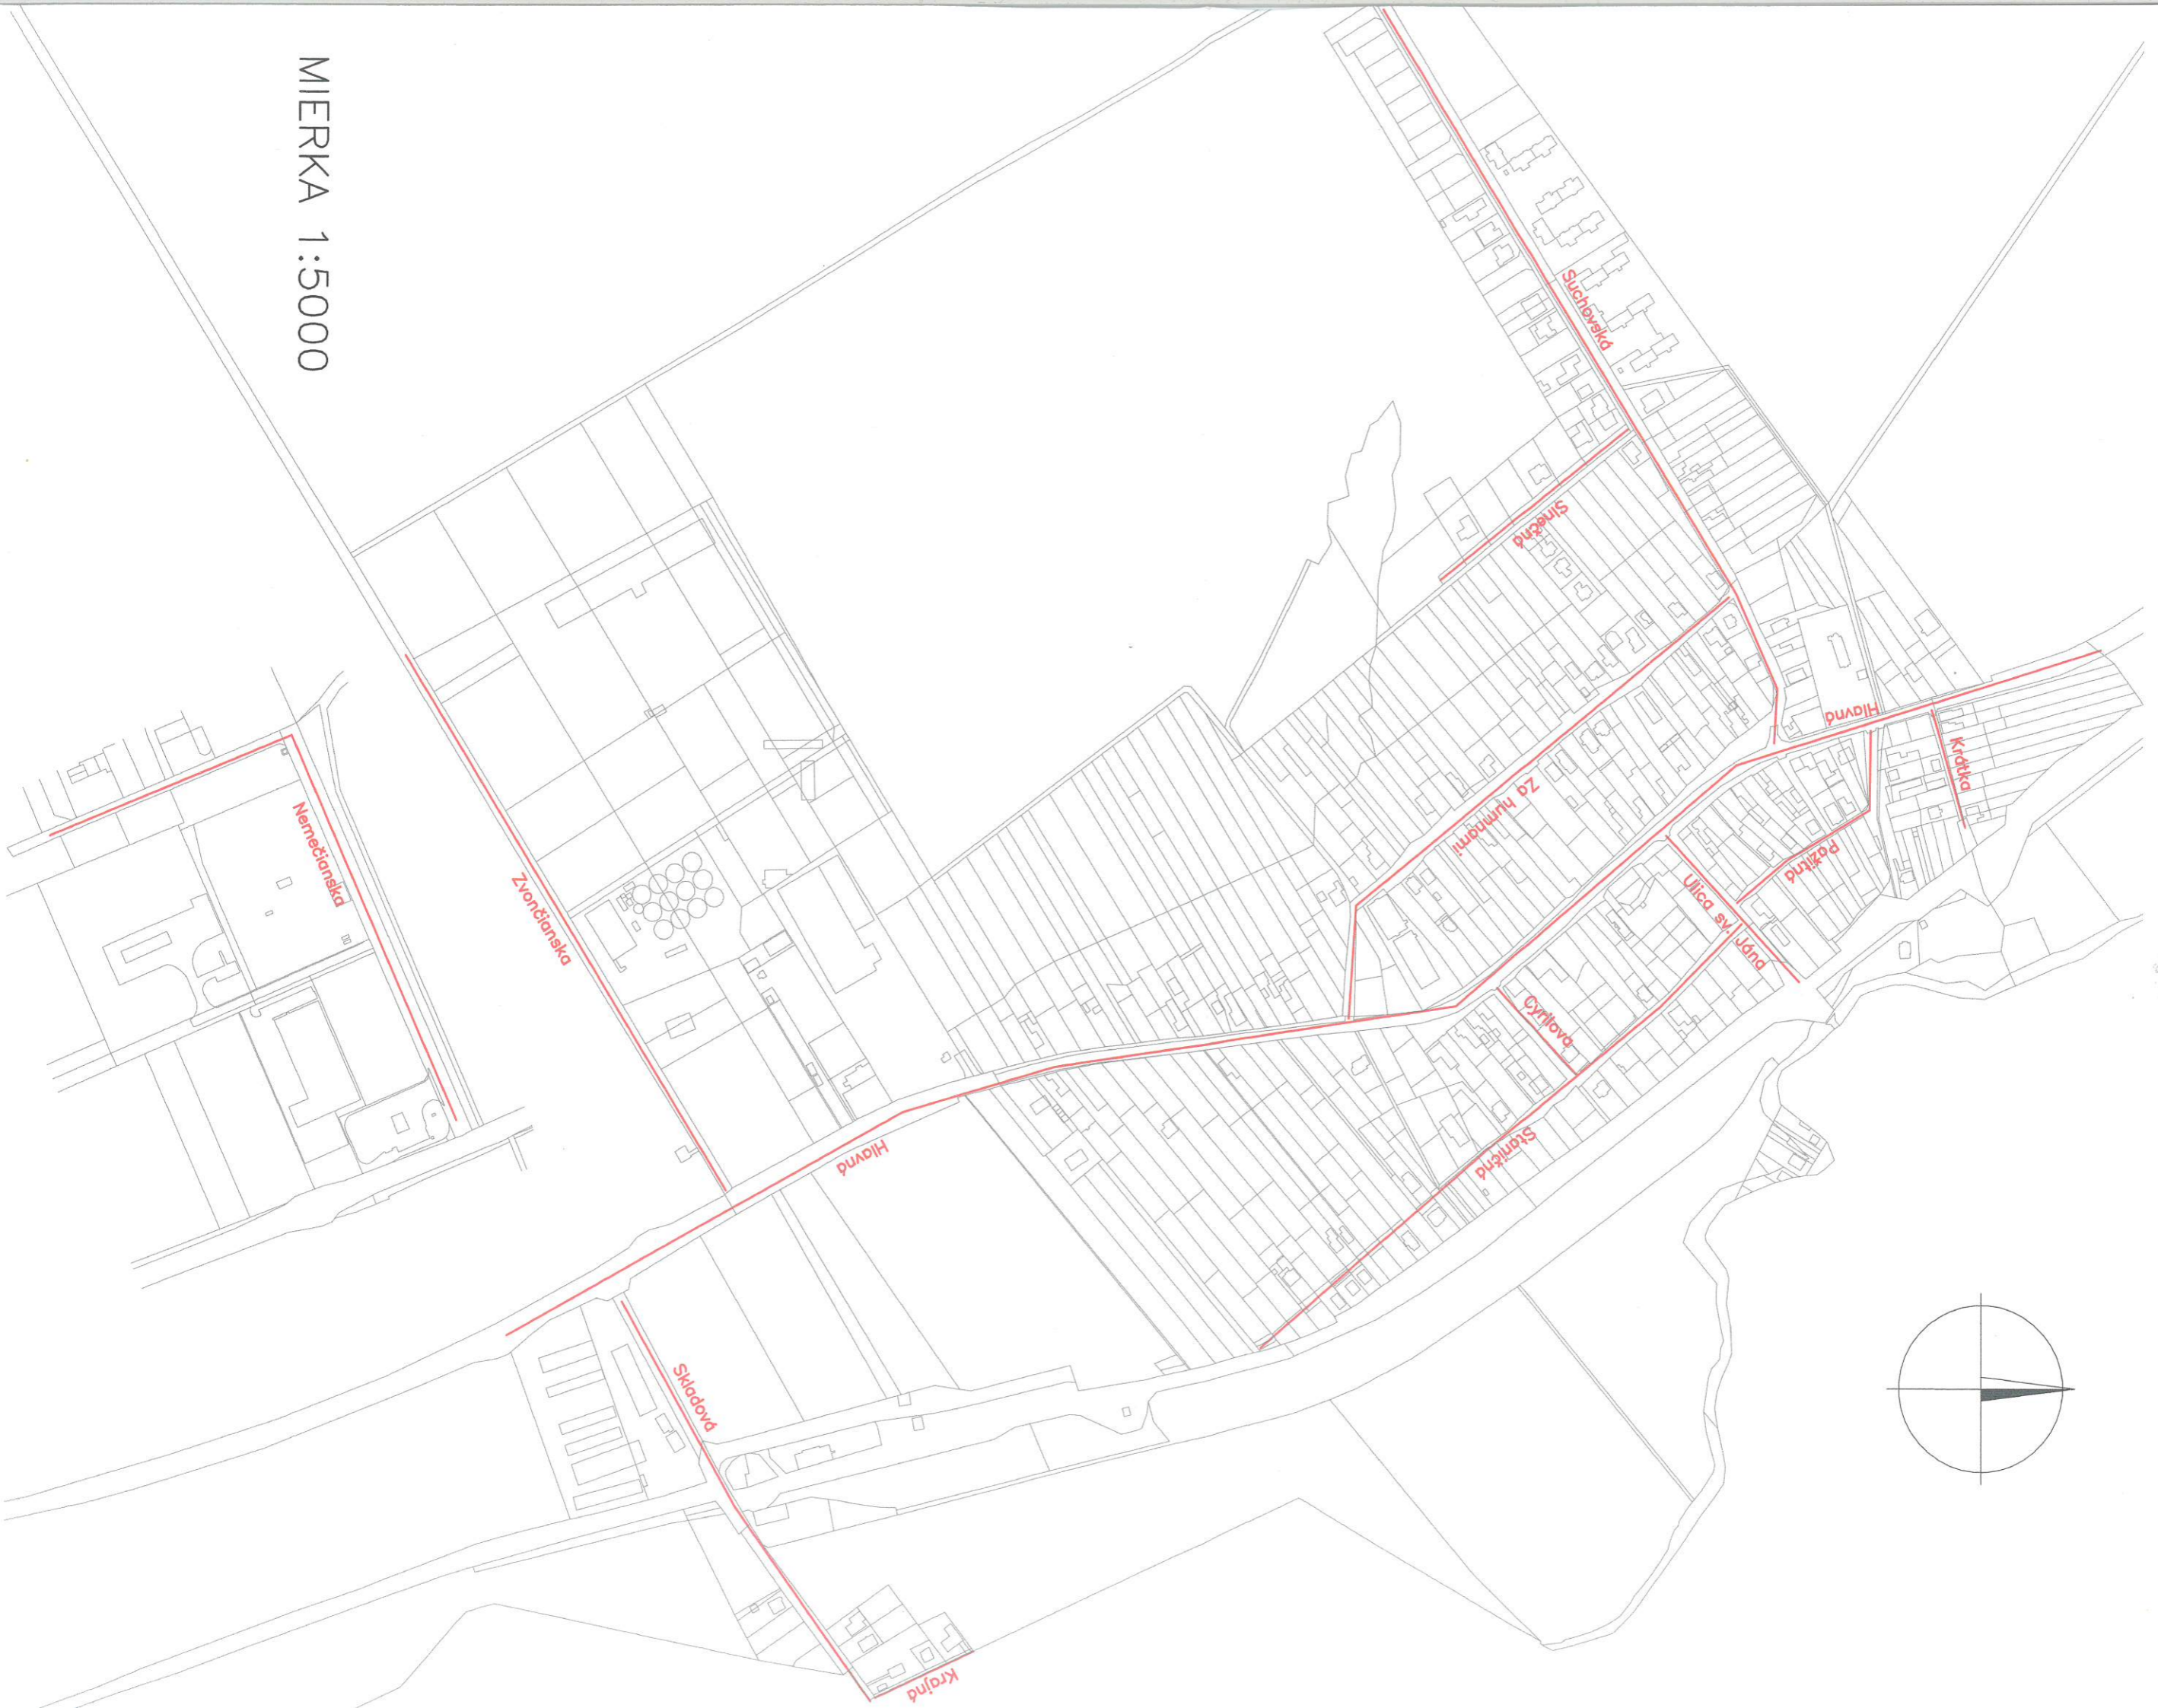 MIERKA 1:5000
Suchovská
Slnečná
Za humnami
Hlavná
Krátka
Pažitná
Ulica sv. Jána
Cyrilova
Staničná
Hlavná
Zvončianska
Nemečianska
Skladová
Krajná